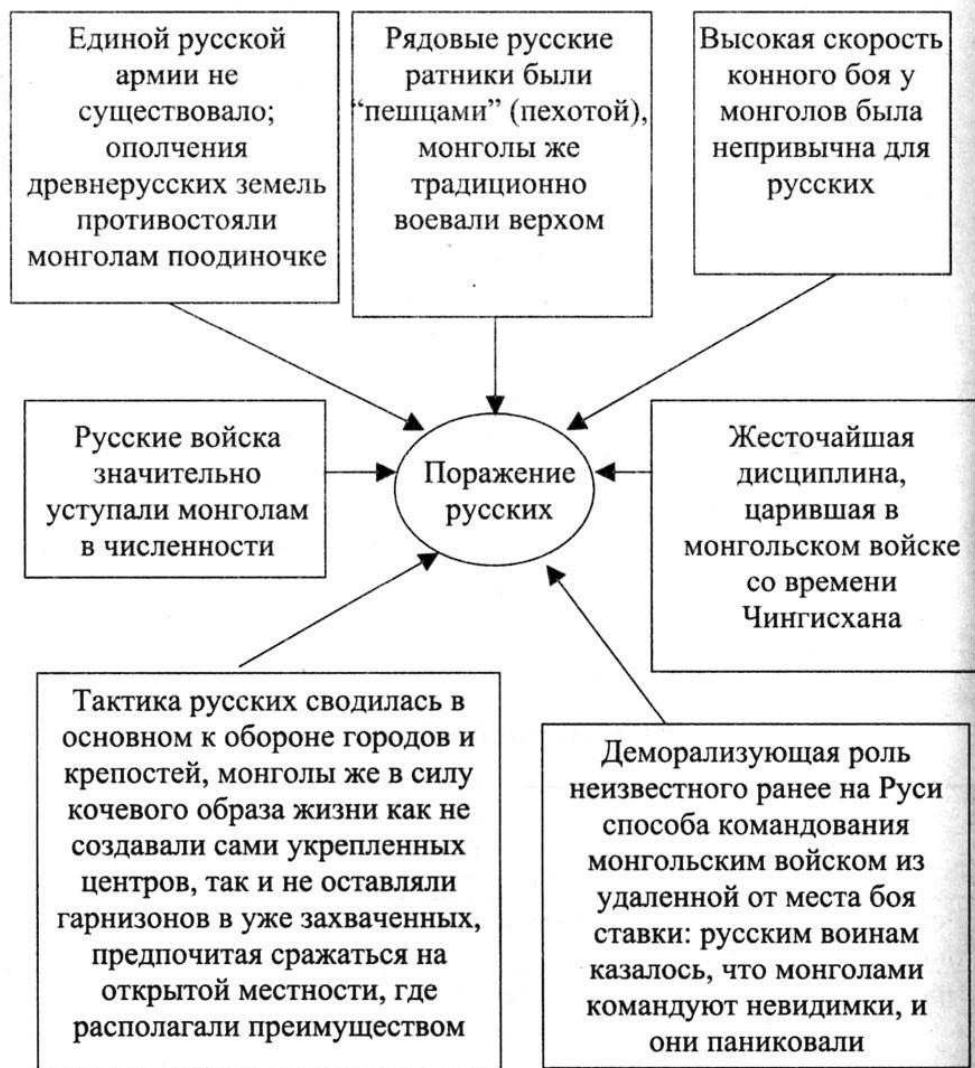 Единой русской
армии не
существовало;
ополчения
древнерусских земель
противостояли
монголам поодиночке
Рядовые русские
ратники были
“пешцами” (пехотой),
монголы же
традиционно
воевали верхом
Высокая скорость
конного боя у
монголов была
непривычна для
русских
Русские войска
значительно
уступали монголам
в численности
Поражение
русских
Жесточайшая
дисциплина,
царившая в
монгольском войске
со времени
Чингисхана
Тактика русских сводилась в
основном к обороне городов и
крепостей, монголы же в силу
кочевого образа жизни как не
создавали сами укрепленных
центров, так и не оставляли
гарнизонов в уже захваченных,
предпочитая сражаться на
открытой местности, где
располагали преимуществом
Деморализующая роль
неизвестного ранее на Руси
способа командования
монгольским войском из
удаленной от места боя
ставки: русским воинам
казалось, что монголами
командуют невидимки, и
они паниковали